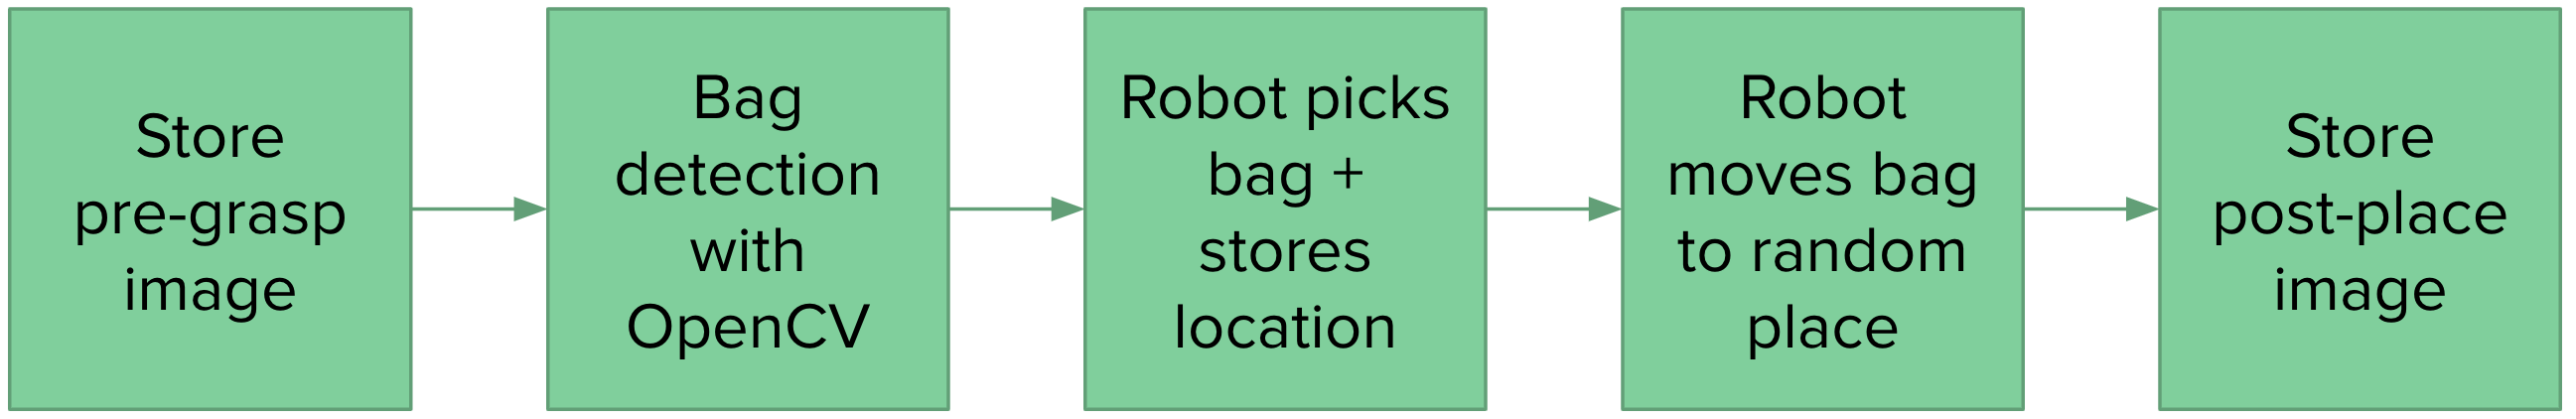 Store
pre-grasp
image
Bag
detection
with
OpenCV
Robot picks
bag +
stores
location
Robot
moves bag
to random
place
Store
post-place
image